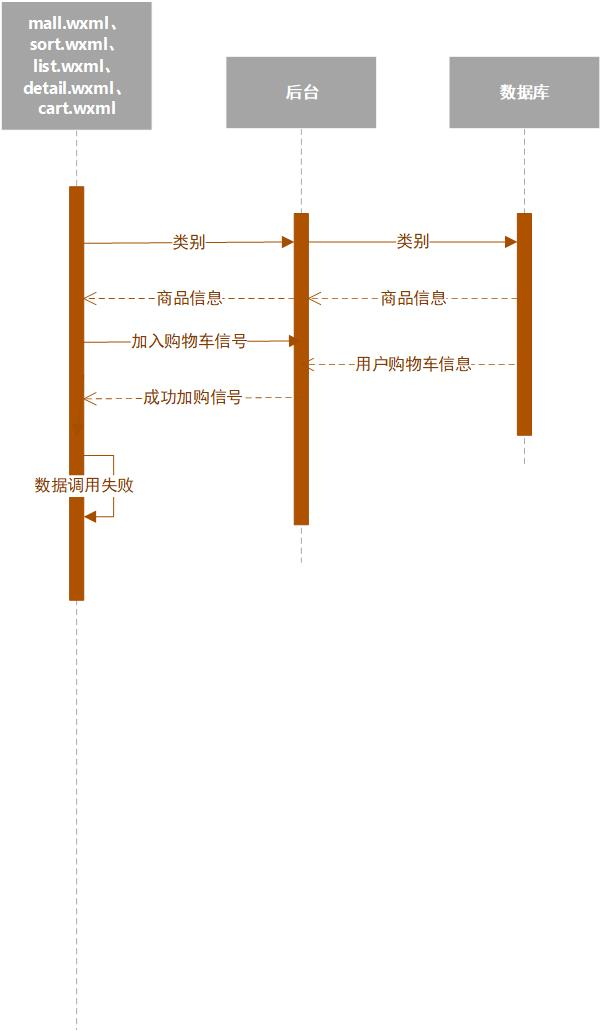 mall.wxml、
sort.wxml、
list.wxml、
detail.wxml、
cart.wxml
后台
数据库
类别
类别
商品信息
商品信息
加入购物车信号
用户购物车信息
成功加购信号
数据调用失败